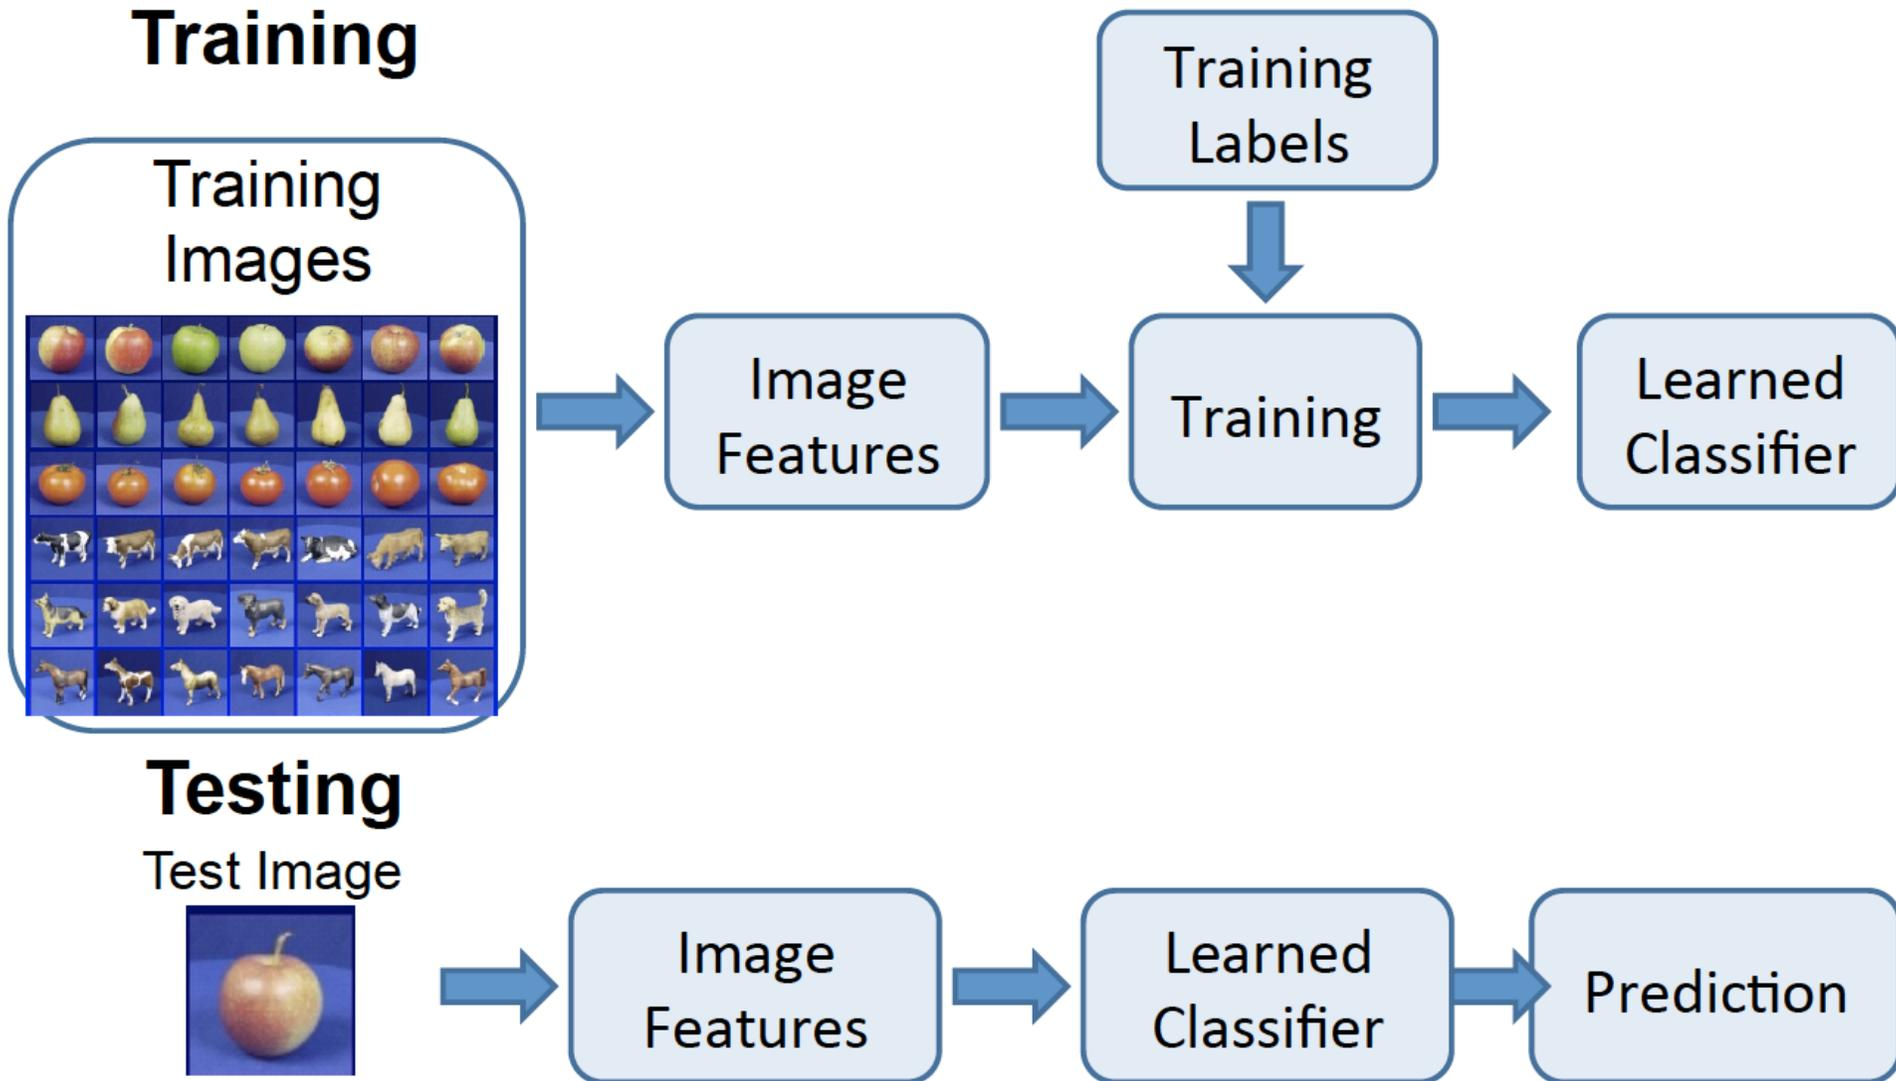 Training
Training
Images
Image
Features
Training
Labels
Training
Learned
Classifier
Testing
Test Image
Image
Features
Learned
Classifier
Prediction